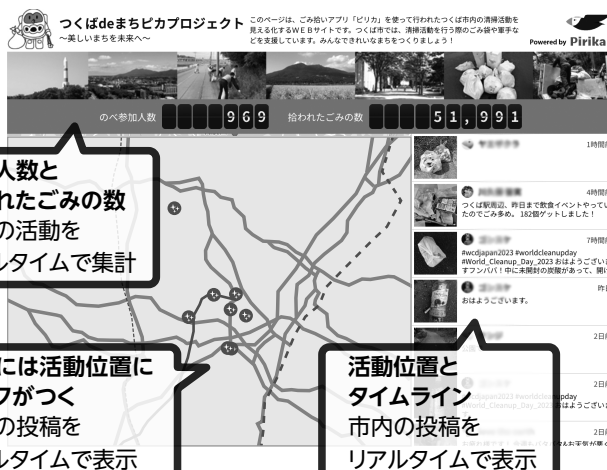 つくばdeまちピカプロジェクト
～美しいまちを未来へ～
このページは、ごみ拾いアプリ「ピリカ」を使って行われたつくば市内の清掃活動を
見える化するＷＥＢサイトです。つくば市では、清掃活動を行う際のごみ袋や軍手な
どを支援しています。みんなできれいなまちをつくりましょう！
Powered by Pirika
のべ参加人数 969 拾われたごみの数 51,991
1時間
人数と
れたごみの数
の活動を
ルタイムで集計
4時間
つくば駅周辺、昨日まで飲食イベントやってい
たのでごみ多め。182個ゲットしました！
7時間
#wcdjapan2023 #worldcleanup
#World_Cleanup_Day_2023 おはようござい
すフンババ！中に未開封の炭酸があって、開け
昨日
おはようございます。
2日前
には活動位置に
クがつく
の投稿を
ルタイムで表示
活動位置と
タイムライン
市内の投稿を
リアルタイムで表示
2日前
おはようござい
2日前